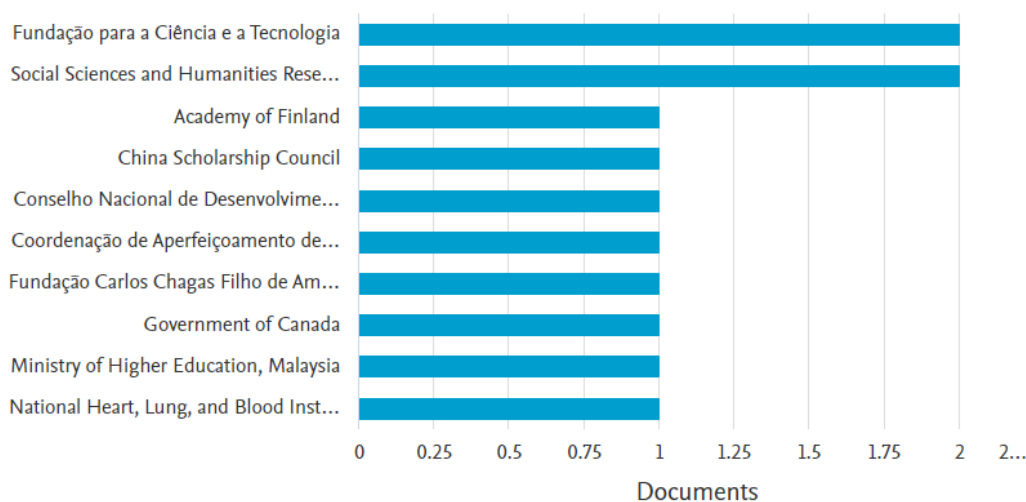 Fundação para a Ciência e a Tecnologia
Social Sciences and Humanities Rese...
Academy of Finland
China Scholarship Council
Conselho Nacional de Desenvolvime...
Coordenação de Aperfeiçoamento de...
Fundação Carlos Chagas Filho de Am...
Government of Canada
Ministry of Higher Education, Malaysia
National Heart, Lung, and Blood Inst...
0 0.25 0.5 0.75 1 1.25 1.5 1.75 2 2...
Documents